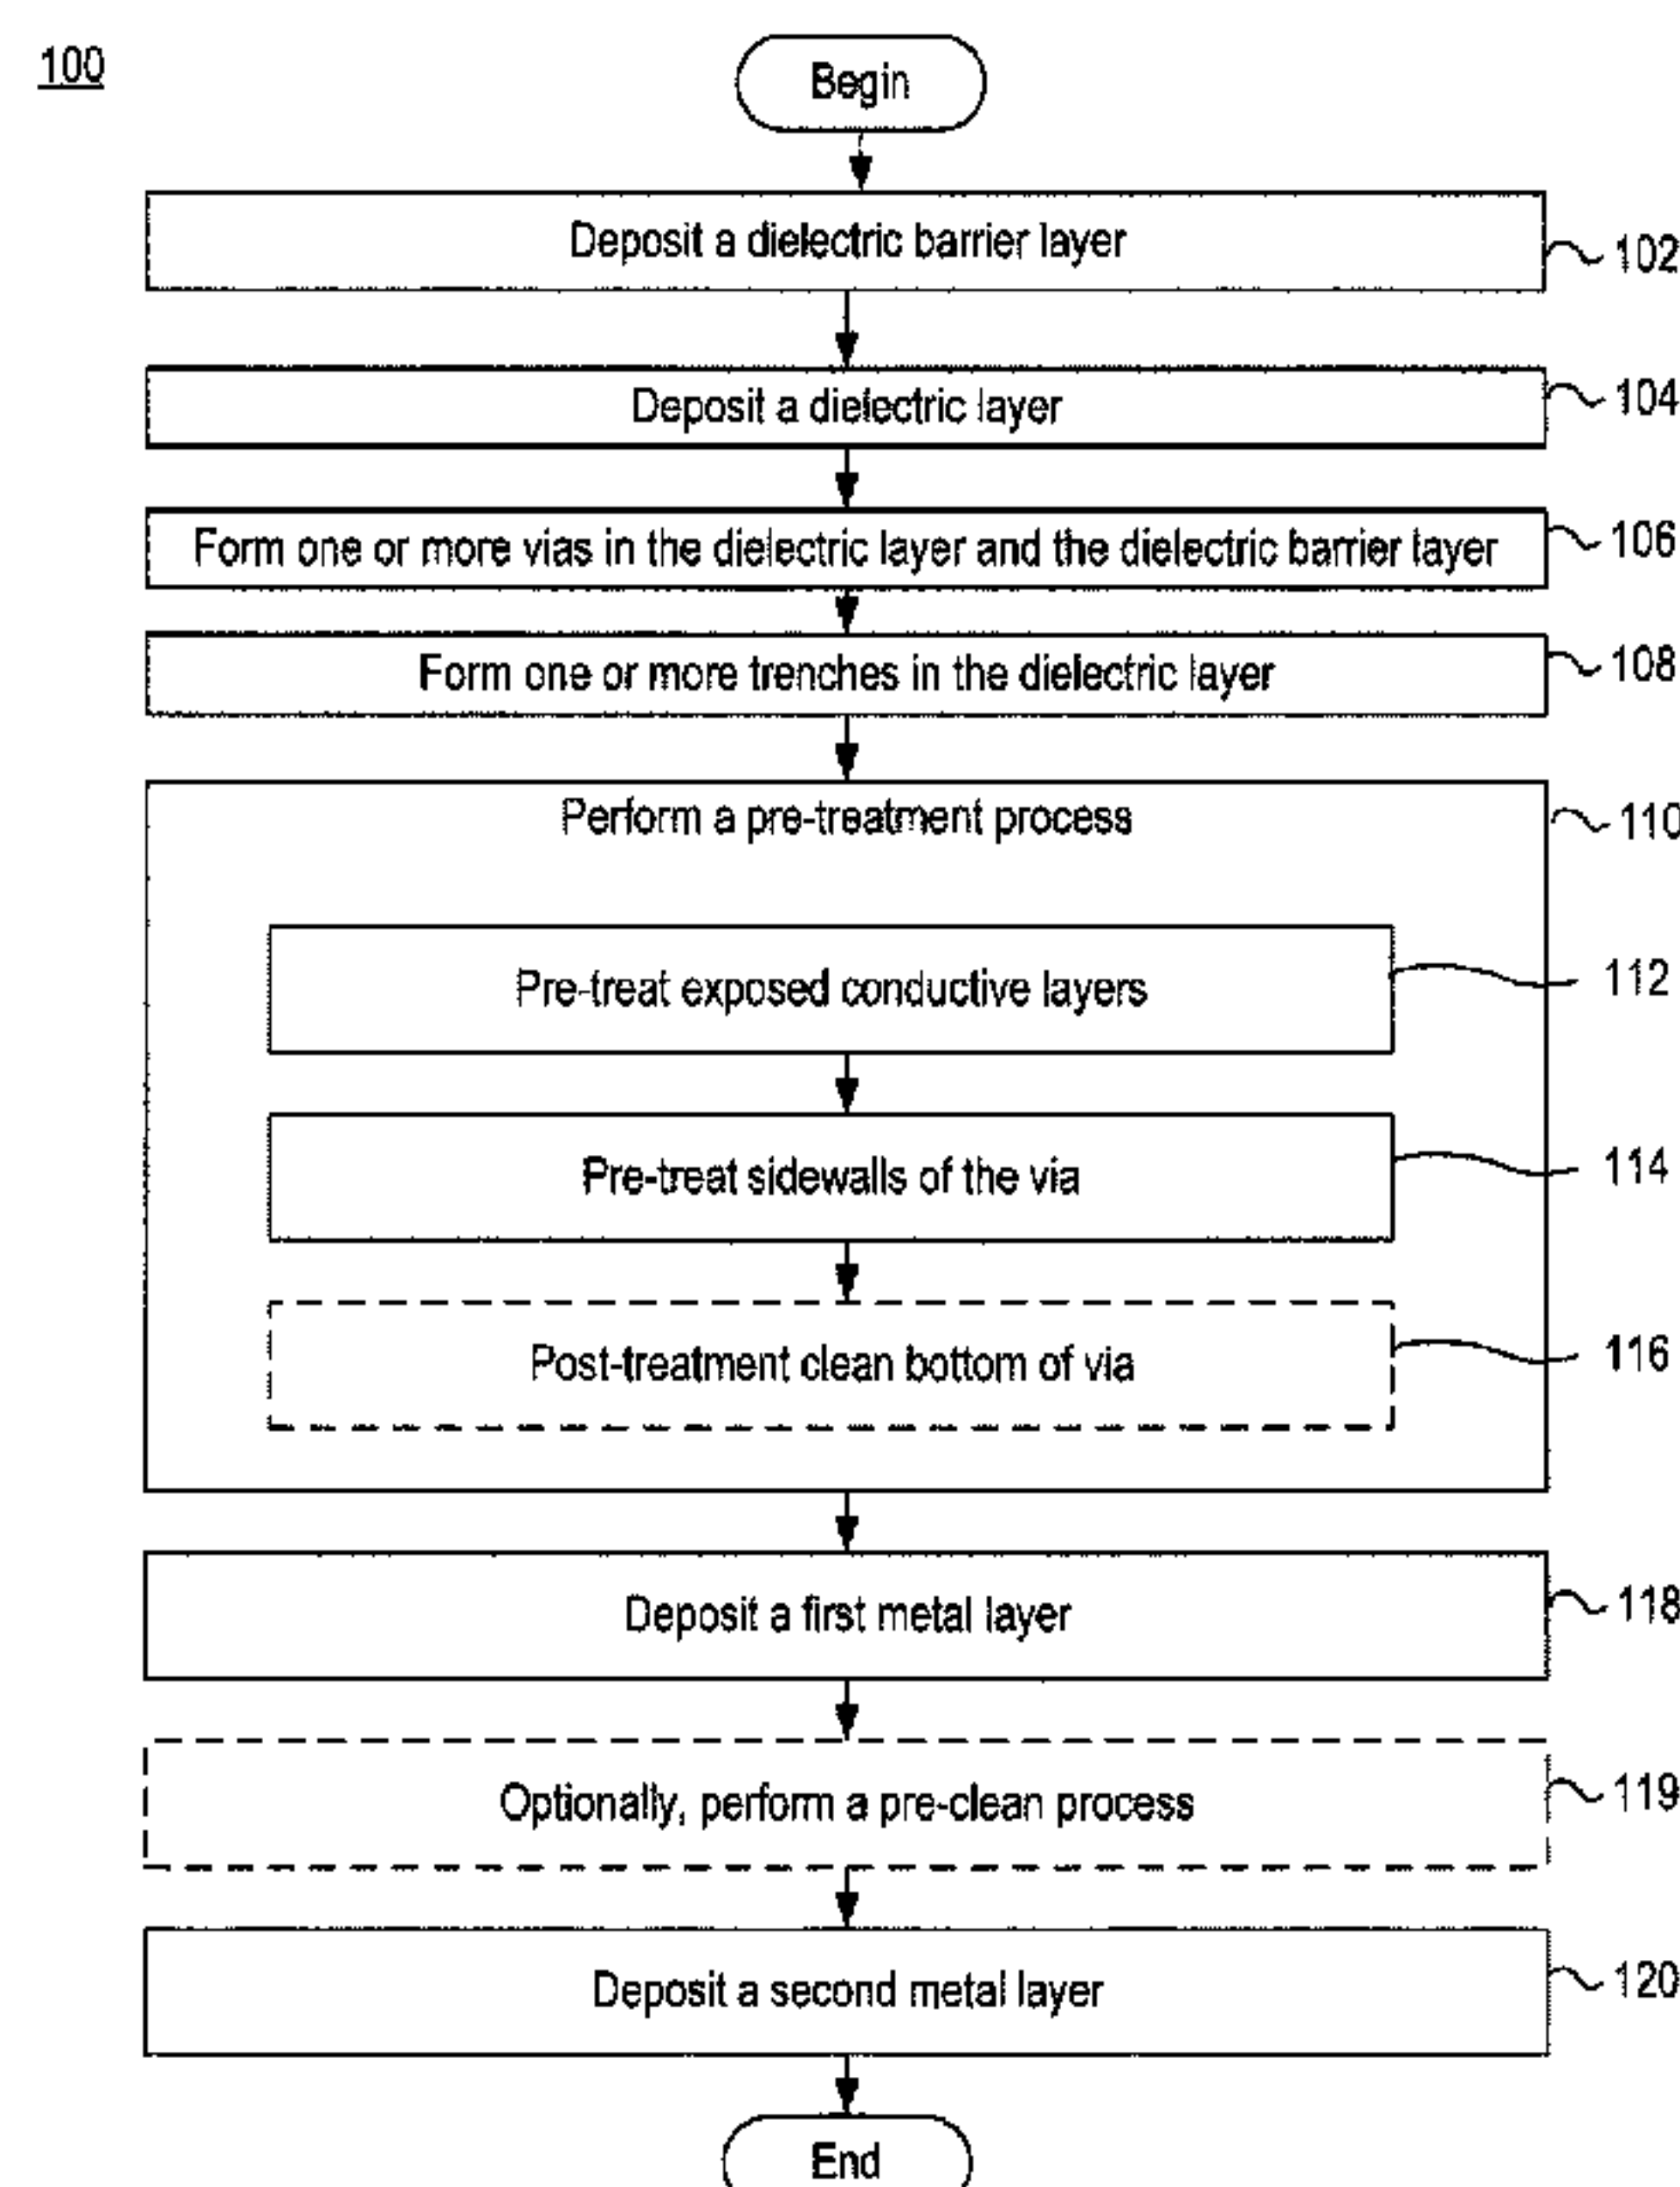 100
Begin
Deposit a dielectric barrier layer
102
Deposit a dielectric layer
104
Form one or more vias in the dielectric layer and the dielectric barrier layer
106
Form one or more trenches in the dielectric layer
108
Perform a pre-treatment process
110
Pre-treat exposed conductive layers
112
Pre-treat sidewalls of the via
114
Post-treatment clean bottom of via
116
Deposit a first metal layer
118
Optionally, perform a pre-clean process
119
Deposit a second metal layer
120
End